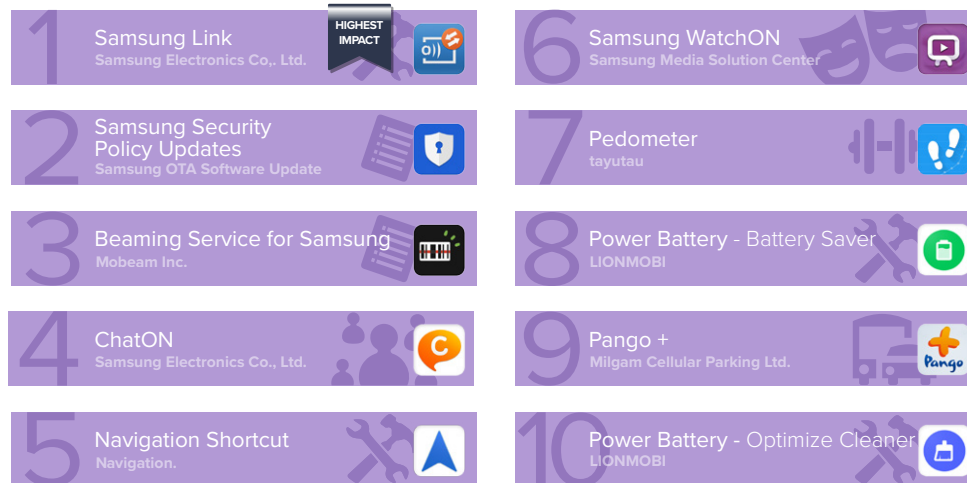 1
Samsung Link
Samsung Electronics Co,. Ltd.
HIGHEST
IMPACT
2
Samsung Security
Policy Updates
Samsung OTA Software Update
3
Beaming Service for Samsung
Mobeam Inc.
4
ChatON
Samsung Electronics Co., Ltd.
C
5
Navigation Shortcut
Navigation.
6
Samsung WatchON
Samsung Media Solution Center
7
Pedometer
tayutau
8
Power Battery - Battery Saver
LIONMOBI
9
Pango +
Milgam Cellular Parking Ltd.
Pango
10
Power Battery - Optimize Cleaner
LIONMOBI